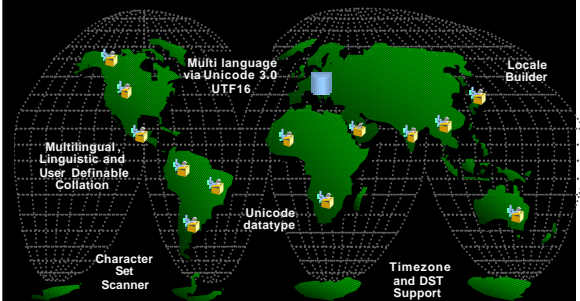 Multi language
via Unicode 3.0
UTF16
Locale
Builder
Multilingual,
Linguistic and
User Definable
Collation
Unicode
datatype
Character
Set
Scanner
Timezone
and DST
Support